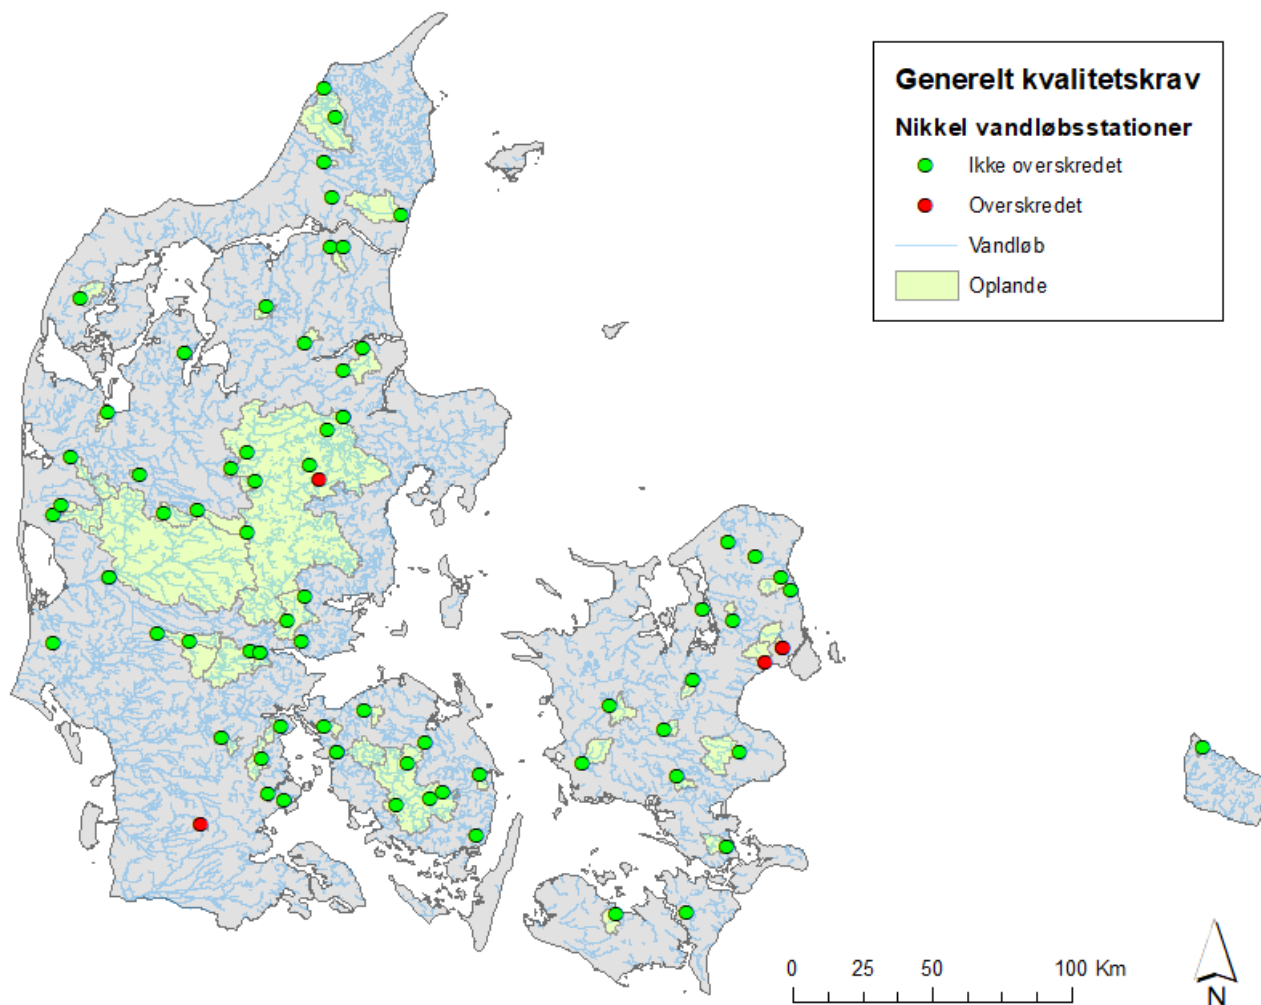 Generelt kvalitetskrav
Nikkel vandløbsstationer
Ikke overskredet
Overskredet
Vandløb
Oplande
0 25 50 100 Km
N